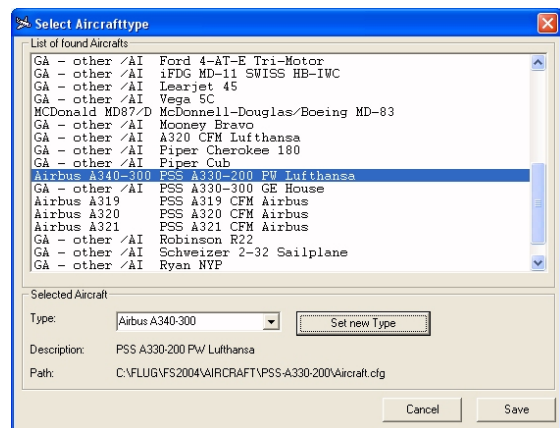 Select Aircrafttype
List of found Aircrafts
GA - other /AI Ford 4-AT-E Tri-Motor
GA - other /AI iFDG MD-11 SWISS HB-IWC
GA - other /AI Learjet 45
GA - other /AI Vega 5C
MCDonald MD87/D McDonnell-Douglas/Boeing MD-83
GA - other /AI Mooney Bravo
GA - other /AI A320 CFM Lufthansa
GA - other /AI Piper Cherokee 180
GA - other /AI Piper Cub
Airbus A340-300 PSS A330-200 PW Lufthansa
GA - other /AI PSS A330-300 GE House
Airbus A319 PSS A319 CFM Airbus
Airbus A320 PSS A320 CFM Airbus
Airbus A321 PSS A321 CFM Airbus
GA - other /AI Robinson R22
GA - other /AI Schweizer 2-32 Sailplane
GA - other /AI Ryan NYP
Selected Aircraft
Type: Airbus A340-300 Set new Type
Description: PSS A330-200 PW Lufthansa
Path: C:\FLUG\FS2004\AIRCRAFT\PSS-A330-200\Aircraft.cfg
Cancel Save